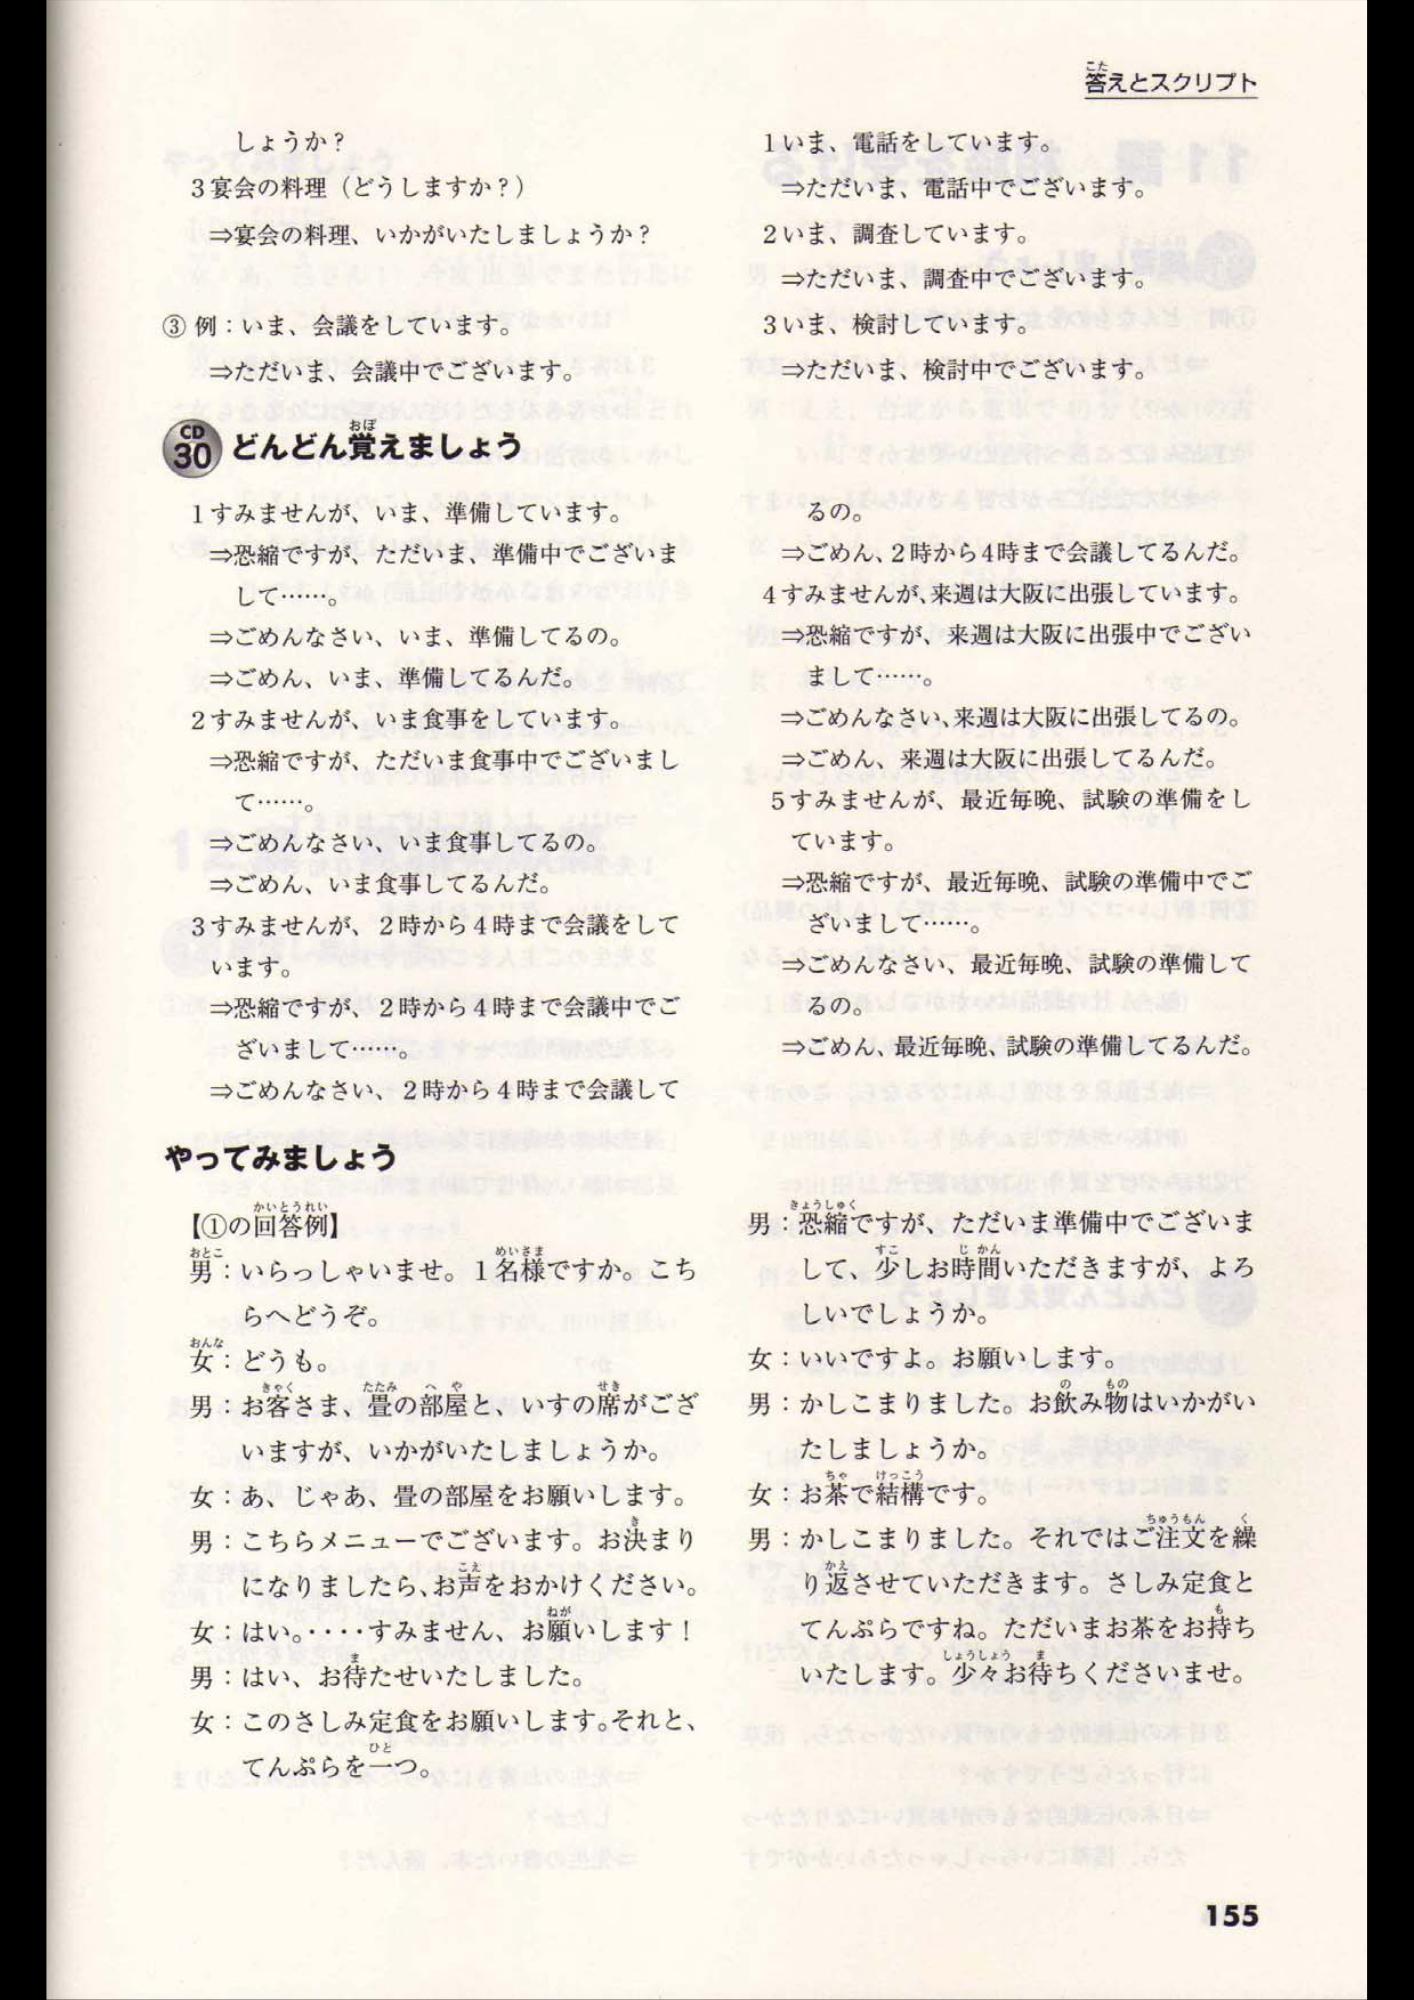 答えとスクリプト
しょうか？
3宴会の料理（どうしますか？）
⇒宴会の料理、いかがいたしましょうか？
③ 例：いま、会議をしています。
⇒ただいま、会議中でございます。
1いま、電話をしています。
⇒ただいま、電話中でございます。
2いま、調査しています。
⇒ただいま、調査中でございます。
3いま、検討しています。
⇒ただいま、検討中でございます。
CD 30 どんどん覚えましょう
1すみませんが、いま、準備しています。
⇒恐縮ですが、ただいま、準備中でございま
して……。
⇒ごめんなさい、いま、準備してるの。
⇒ごめん、いま、準備してるんだ。
2すみませんが、いま食事をしています。
⇒恐縮ですが、ただいま食事中でございまし
て……。
⇒ごめんなさい、いま食事してるの。
⇒ごめん、いま食事してるんだ。
3すみませんが、2時から4時まで会議をして
います。
⇒恐縮ですが、2時から4時まで会議中でご
ざいまして……。
⇒ごめんなさい、2時から4時まで会議して
るの。
⇒ごめん、2時から4時まで会議してるんだ。
4すみませんが、来週は大阪に出張しています。
⇒恐縮ですが、来週は大阪に出張中でござい
まして……。
⇒ごめんなさい、来週は大阪に出張してるの。
⇒ごめん、来週は大阪に出張してるんだ。
5すみませんが、最近毎晩、試験の準備をし
ています。
⇒恐縮ですが、最近毎晩、試験の準備中でご
ざいまして……。
⇒ごめんなさい、最近毎晩、試験の準備して
るの。
⇒ごめん、最近毎晩、試験の準備してるんだ。
やってみましょう
【①の回答例】
男：いらっしゃいませ。1名様ですか。こち
らへどうぞ。
女：どうも。
男：お客さま、畳の部屋と、いすの席がござ
いますが、いかがいたしましょうか。
女：あ、じゃあ、畳の部屋をお願いします。
男：こちらメニューでございます。お決まり
になりましたら、お声をおかけください。
女：はい。・・・・すみません、お願いします！
男：はい、お待たせいたしました。
女：このさしみ定食をお願いします。それと、
てんぷらを一つ。
男：恐縮ですが、ただいま準備中でございま
して、少しお時間いただきますが、よろ
しいでしょうか。
女：いいですよ。お願いします。
男：かしこまりました。お飲み物はいかがい
たしましょうか。
女：お茶で結構です。
男：かしこまりました。それではご注文を繰
り返させていただきます。さしみ定食と
てんぷらですね。ただいまお茶をお持ち
いたします。少々お待ちくださいませ。
155